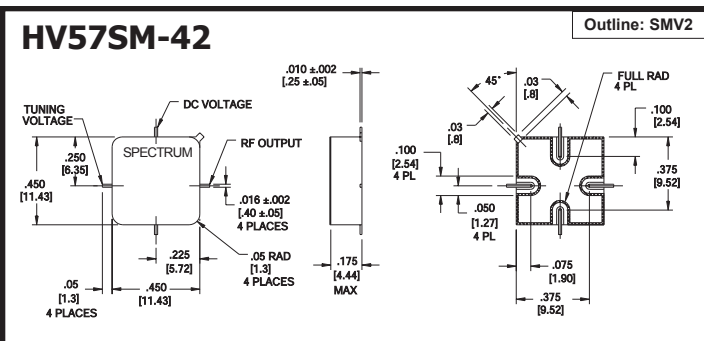 HV57SM-42
Outline: SMV2
TUNING
VOLTAGE
DC VOLTAGE
SPECTRUM
RF OUTPUT
.250
[6.35]
.450
[11.43]
.016 ±.002
[.40 ±.05]
4 PLACES
.225
[5.72]
.05 RAD
[1.3]
4 PLACES
.05
[1.3]
4 PLACES
.450
[11.43]
.010 ±.002
[.25 ±.05]
.175
[4.44]
MAX
45°
.03
[.8]
.03
[.8]
FULL RAD
4 PL
.100
[2.54]
.375
[9.52]
.100
[2.54]
4 PL
.050
[1.27]
4 PL
.075
[1.90]
.375
[9.52]